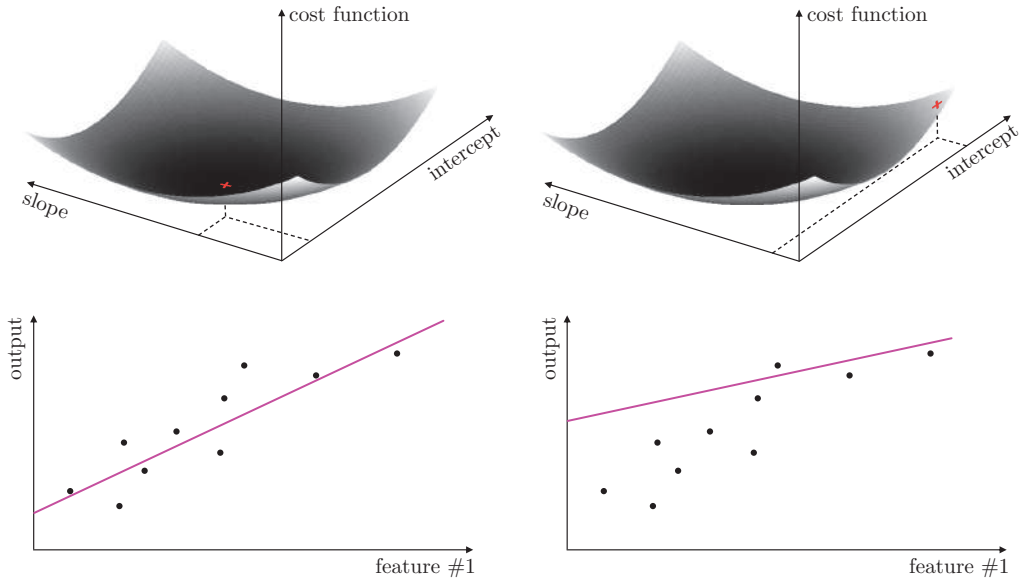 cost function
intercept
slope
cost function
intercept
slope
output
feature #1
output
feature #1